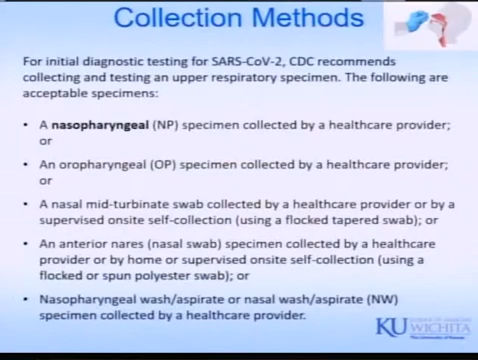 Collection Methods
For initial diagnostic testing for SARS-CoV-2, CDC recommends
collecting and testing an upper respiratory specimen. The following are
acceptable specimens:
• A nasopharyngeal (NP) specimen collected by a healthcare provider;
or
• An oropharyngeal (OP) specimen collected by a healthcare provider;
or
• A nasal mid-turbinate swab collected by a healthcare provider or by a
supervised onsite self-collection (using a flocked tapered swab); or
• An anterior nares (nasal swab) specimen collected by a healthcare
provider or by home or supervised onsite self-collection (using a
flocked or spun polyester swab); or
• Nasopharyngeal wash/aspirate or nasal wash/aspirate (NW)
specimen collected by a healthcare provider.
KU
WICHITA
The University of Kansas